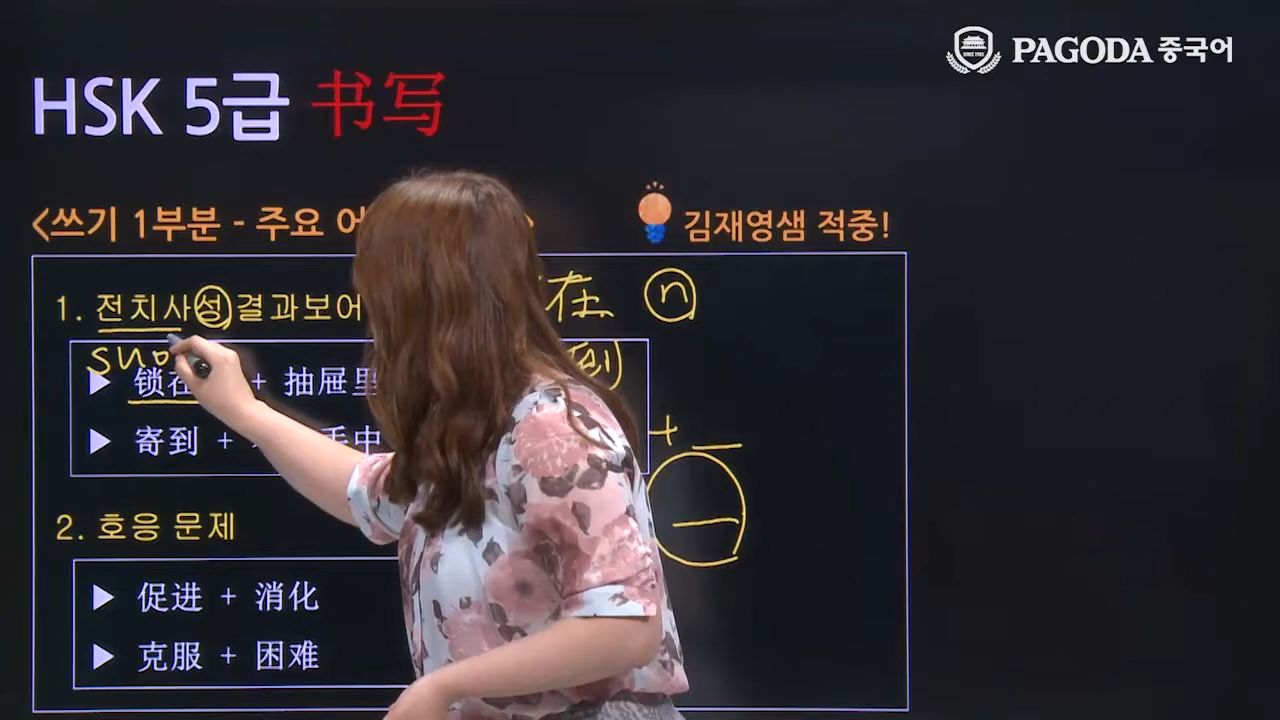 PAGODA 중국어
HSK 5급 书写
<쓰기 1부분 - 주요 >
김재영샘 적중!
1. 전치사성결과보어
在 n
suo
到
锁在 + 抽屉里
寄到 + 手中
+
2. 호응 문제
促进 + 消化
克服 + 困难